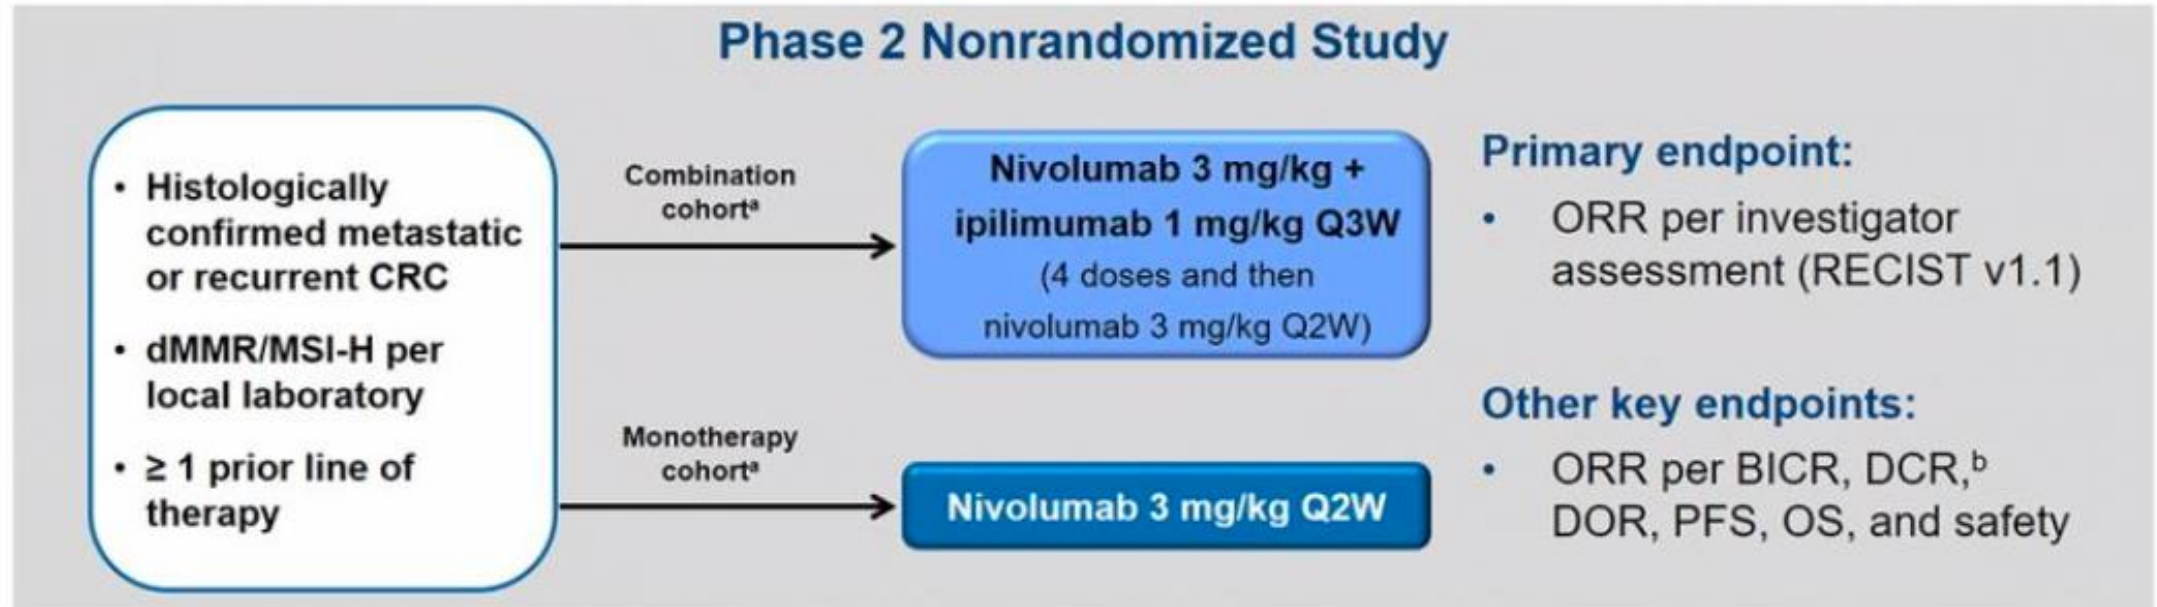 Phase 2 Nonrandomized Study
• Histologically
confirmed metastatic
or recurrent CRC
• dMMR/MSI-H per
local laboratory
• ≥ 1 prior line of
therapy
Combination
cohortᵃ
Nivolumab 3 mg/kg +
ipilimumab 1 mg/kg Q3W
(4 doses and then
nivolumab 3 mg/kg Q2W)
Monotherapy
cohortᵃ
Nivolumab 3 mg/kg Q2W
Primary endpoint:
• ORR per investigator
assessment (RECIST v1.1)
Other key endpoints:
• ORR per BICR, DCR,ᵇ
DOR, PFS, OS, and safety